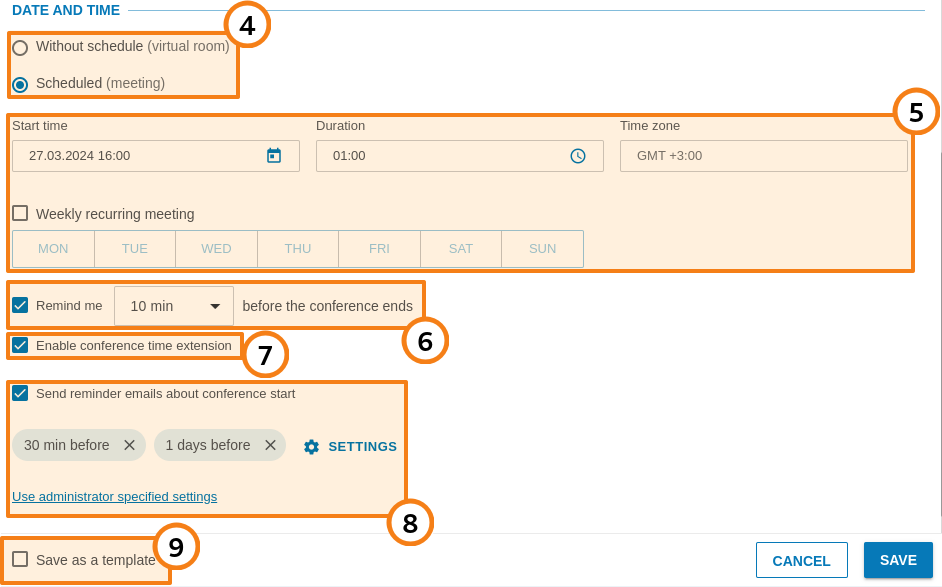 DATE AND TIME
4
Without schedule (virtual room)
Scheduled (meeting)
5
Start time Duration Time zone
27.03.2024 16:00 01:00 GMT +3:00
Weekly recurring meeting
MON TUE WED THU FRI SAT SUN
Remind me 10 min before the conference ends
6
Enable conference time extension
7
Send reminder emails about conference start
30 min before 1 days before SETTINGS
Use administrator specified settings
8
Save as a template
9
CANCEL SAVE